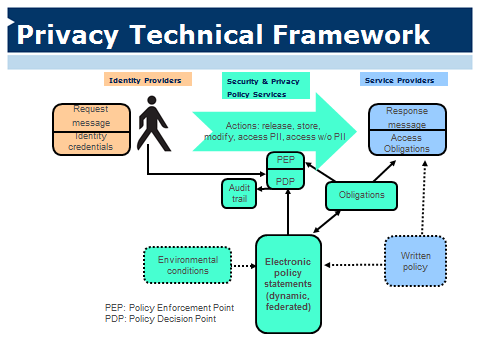 Privacy Technical Framework
Identity Providers
Security & Privacy
Policy Services
Service Providers
Request
message
Identity
credentials
Actions: release, store,
modify, access PII, access w/o PII
Response
message
Access
Obligations
PEP
PDP
Audit
trail
Obligations
Environmental
conditions
Electronic
policy
statements
(dynamic,
federated)
Written
policy
PEP: Policy Enforcement Point
PDP: Policy Decision Point